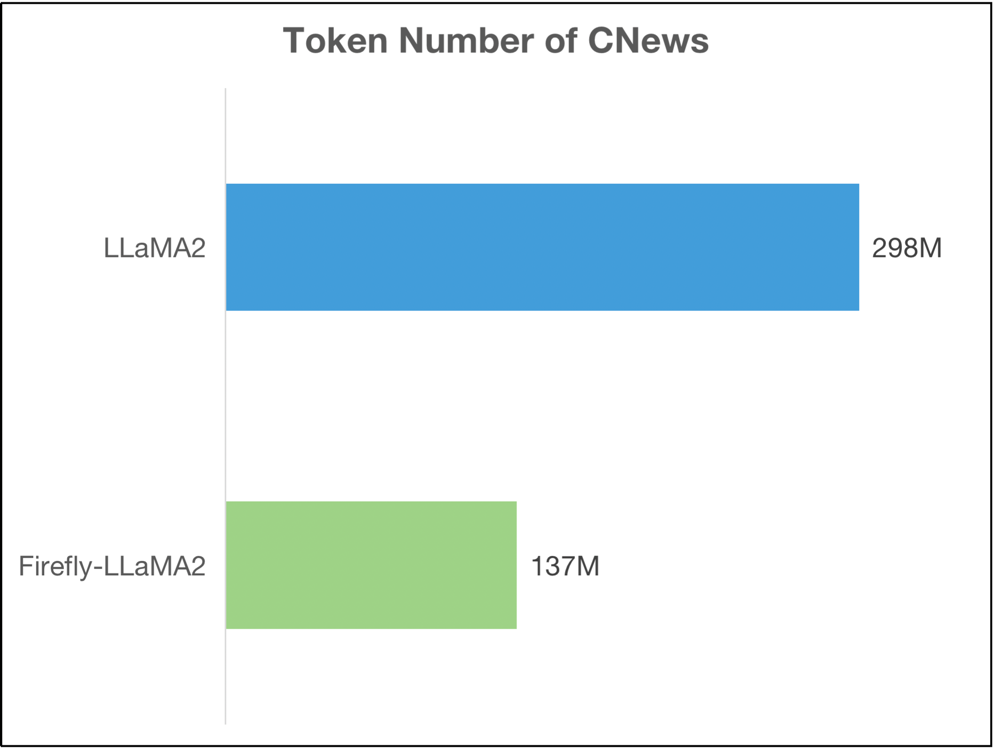 Token Number of CNews
LLaMA2
298M
Firefly-LLaMA2
137M